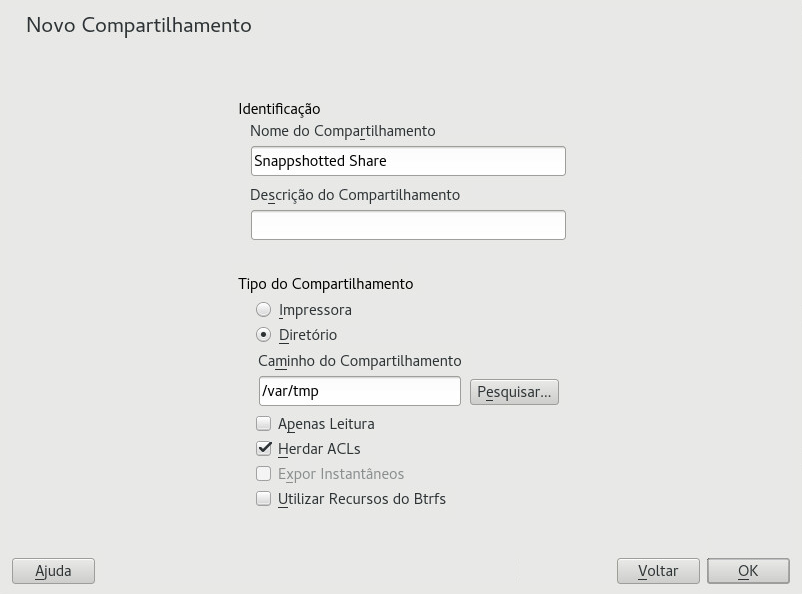 Novo Compartilhamento
Identificação
Nome do Compartilhamento
Snappshotted Share
Descrição do Compartilhamento
Tipo do Compartilhamento
Impressora
Diretório
Caminho do Compartilhamento
/var/tmp
Pesquisar...
Apenas Leitura
Herdar ACLs
Expor Instantâneos
Utilizar Recursos do Btrfs
Ajuda
Voltar
OK